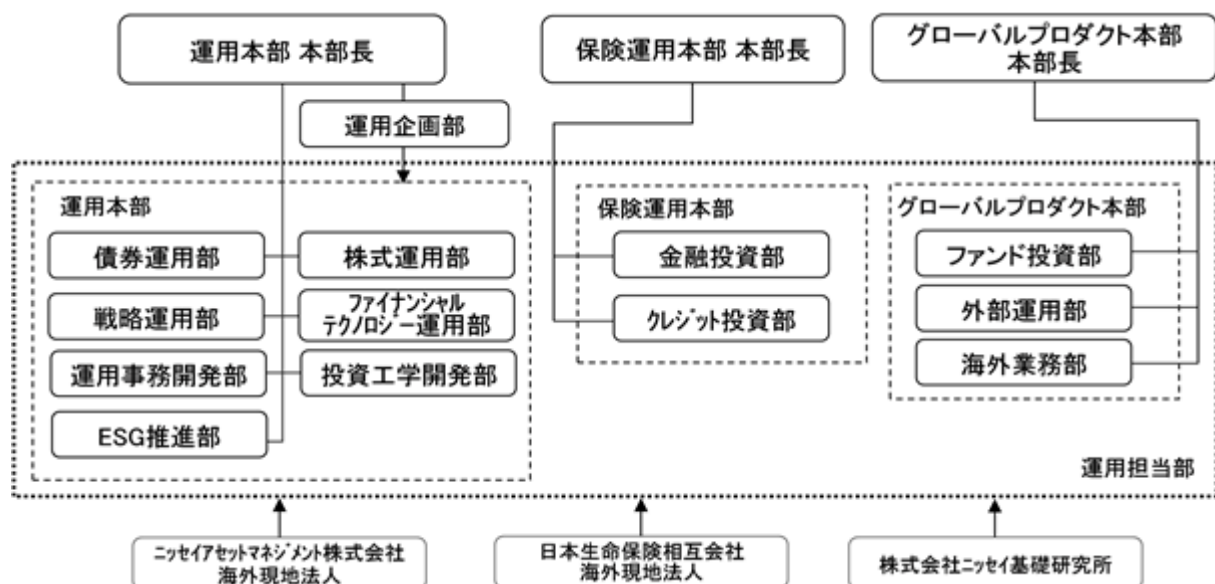 運用本部 本部長
保険運用本部 本部長
グローバルプロダクト本部
本部長
運用企画部
運用本部
債券運用部
株式運用部
戦略運用部
ファイナンシャル
テクノロジー運用部
運用事務開発部
投資工学開発部
ESG推進部
保険運用本部
金融投資部
クレジット投資部
グローバルプロダクト本部
ファンド投資部
外部運用部
海外業務部
運用担当部
ニッセイアセットマネジメント株式会社
海外現地法人
日本生命保険相互会社
海外現地法人
株式会社ニッセイ基礎研究所